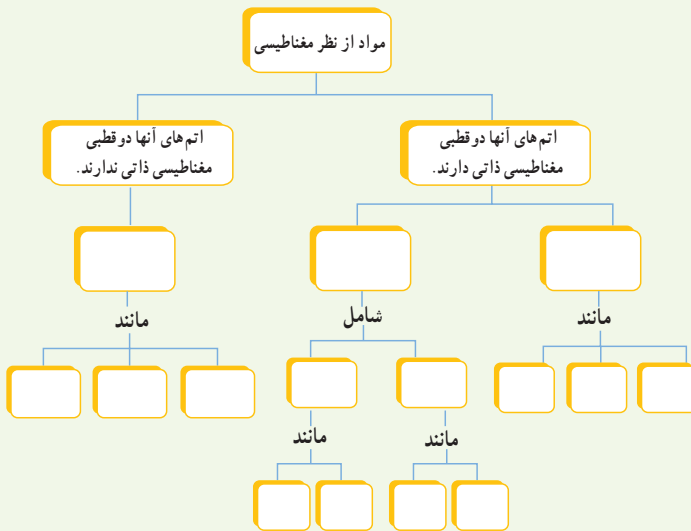 مواد از نظر مغناطیسی
اتم‌های آنها دوقطبی
مغناطیسی ذاتی دارند.
اتم‌های آنها دوقطبی
مغناطیسی ذاتی ندارند.
مانند
شامل
مانند
مانند
مانند